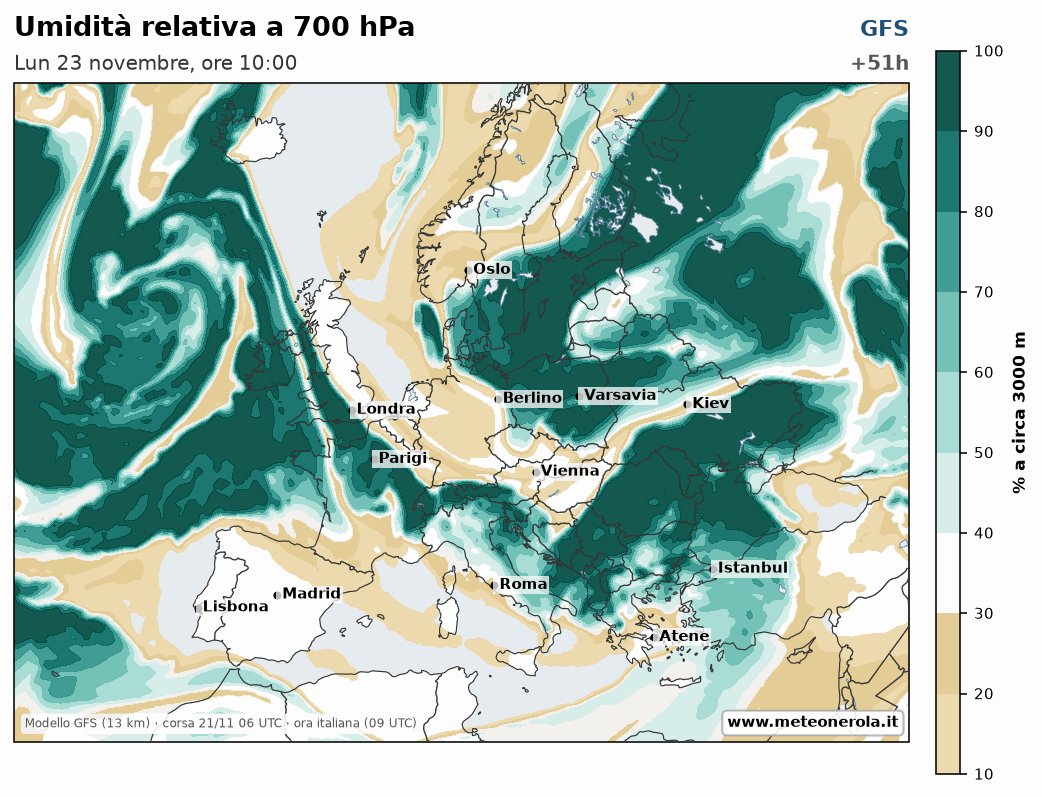 Umidità relativa a 700 hPa
GFS
Lun 23 novembre, ore 10:00
+51h
100
90
80
70
60
50
40
30
20
10
% a circa 3000 m
Oslo
Berlino
Varsavia
Kiev
Londra
Parigi
Vienna
Istanbul
Roma
Madrid
Lisbona
Atene
Modello GFS (13 km) · corsa 21/11 06 UTC · ora italiana (09 UTC)
www.meteonerola.it